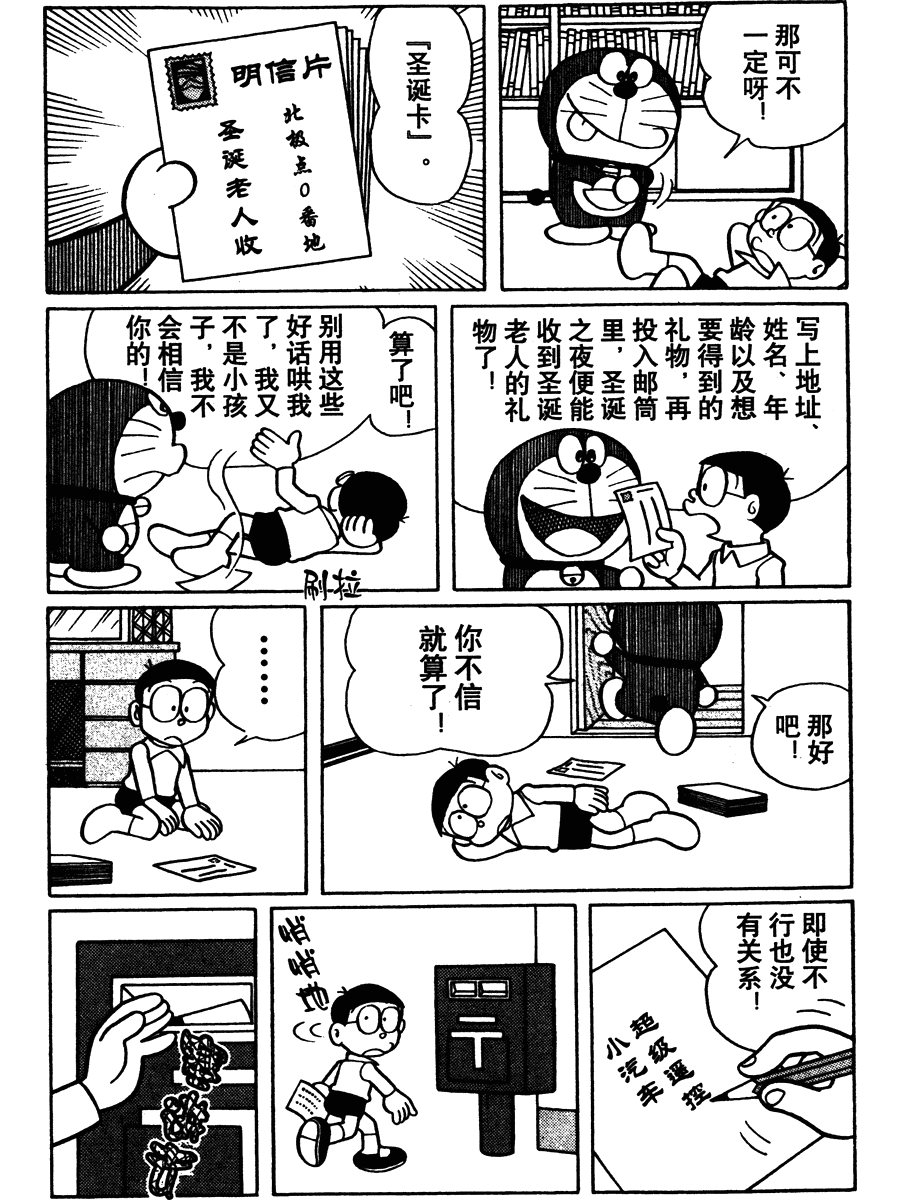 那可不
一定呀！
『圣诞卡』。
明信片
北极点0番地
圣诞老人收
写上地址、
姓名、年
龄以及想
要得到的
礼物，再
投入邮筒
里，圣诞
之夜便能
收到圣诞
老人的礼
物了！
算了吧！
别用这些
好话哄我
了，我又
不是小孩
子，我不
会相信
你的！
刷拉
那好
吧！
你不信
就算了！
……
即使不
行也没
有关系！
超级遥控
小汽车
悄悄地
〒